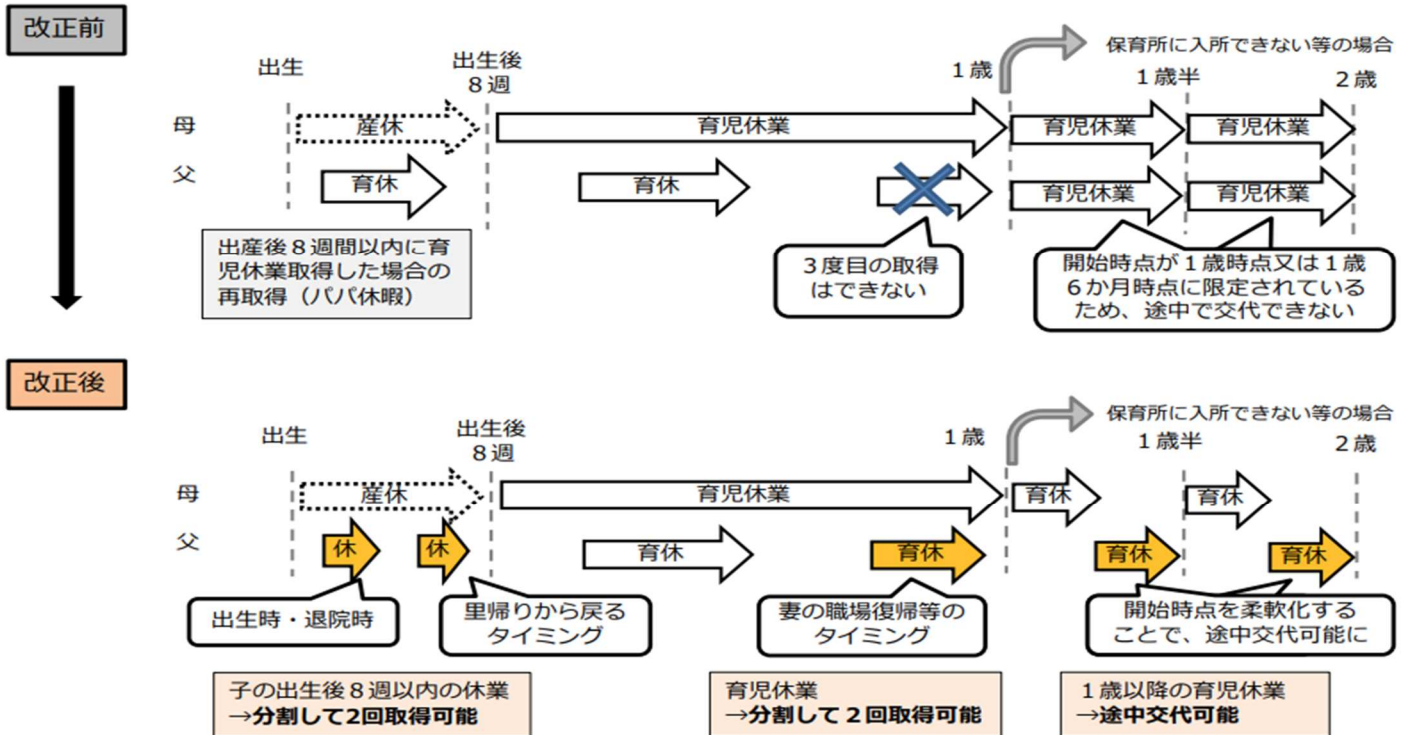 改正前
保育所に入所できない等の場合
出生
出生後
８週
１歳
１歳半
２歳
母
産休
育児休業
育児休業
育児休業
父
育休
育休
育児休業
育児休業
出産後８週間以内に育
児休業取得した場合の
再取得（パパ休暇）
３度目の取得
はできない
開始時点が１歳時点又は１歳
６か月時点に限定されている
ため、途中で交代できない
改正後
保育所に入所できない等の場合
出生
出生後
８週
１歳
１歳半
２歳
母
産休
育児休業
育休
育休
父
休
休
育休
育休
育休
育休
出生時・退院時
里帰りから戻る
タイミング
妻の職場復帰等の
タイミング
開始時点を柔軟化する
ことで、途中交代可能に
子の出生後８週以内の休業
→分割して2回取得可能
育児休業
→分割して２回取得可能
１歳以降の育児休業
→途中交代可能